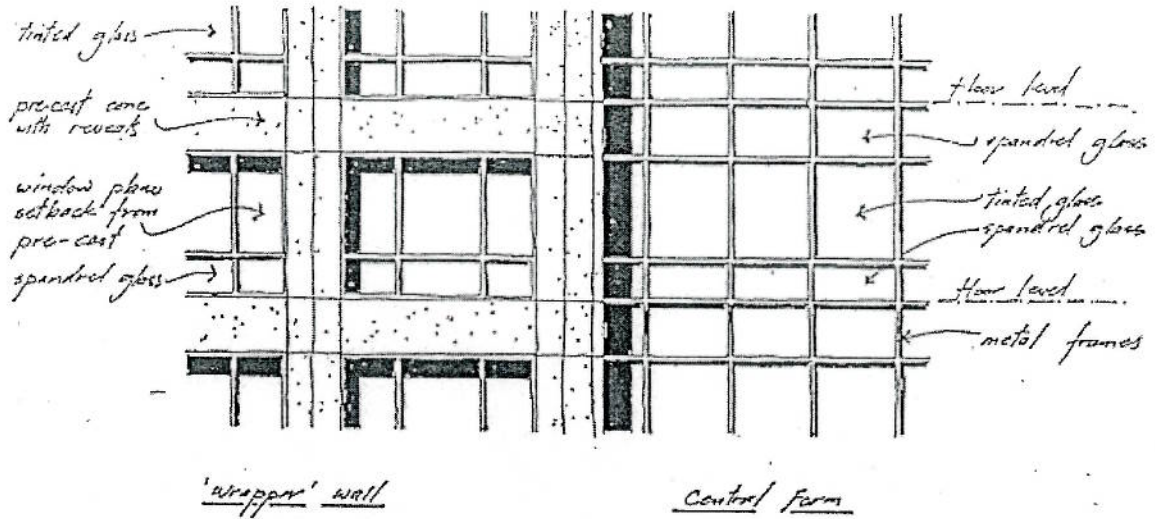 tinted glass
pre-cast conc
with reveals
window plane
setback from
pre-cast
spandrel glass
floor level
spandrel glass
tinted glass
spandrel glass
floor level
metal frames
'wrapper' wall
Central Form